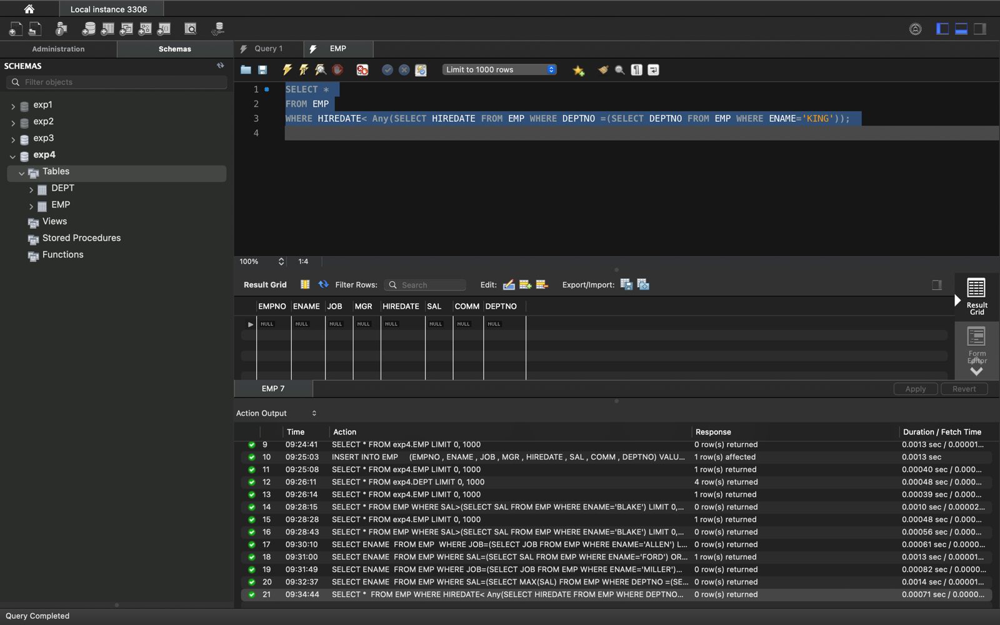 Local instance 3306
Administration
Schemas
Query 1
EMP
SCHEMAS
Filter objects
Limit to 1000 rows
exp1
exp2
exp3
exp4
Tables
DEPT
EMP
Views
Stored Procedures
Functions
1 SELECT *
2 FROM EMP
3 WHERE HIREDATE< Any(SELECT HIREDATE FROM EMP WHERE DEPTNO =(SELECT DEPTNO FROM EMP WHERE ENAME='KING'));
4
100% 1:4
Result Grid Filter Rows: Search Edit: Export/Import:
EMPNO ENAME JOB MGR HIREDATE SAL COMM DEPTNO
NULL NULL NULL NULL NULL NULL NULL NULL
Result
Grid
Form
Editor
EMP 7
Apply Revert
Action Output
Time Action Response Duration / Fetch Time
9 09:24:41 SELECT * FROM exp4.EMP LIMIT 0, 1000 0 row(s) returned 0.0013 sec / 0.00001...
10 09:25:03 INSERT INTO EMP (EMPNO , ENAME , JOB , MGR , HIREDATE , SAL , COMM , DEPTNO) VALU... 1 row(s) affected 0.0013 sec
11 09:25:08 SELECT * FROM exp4.EMP LIMIT 0, 1000 1 row(s) returned 0.00040 sec / 0.000...
12 09:26:11 SELECT * FROM exp4.DEPT LIMIT 0, 1000 4 row(s) returned 0.00048 sec / 0.000...
13 09:26:14 SELECT * FROM exp4.EMP LIMIT 0, 1000 1 row(s) returned 0.00039 sec / 0.000...
14 09:28:15 SELECT * FROM EMP WHERE SAL>(SELECT SAL FROM EMP WHERE ENAME='BLAKE') LIMIT 0,... 0 row(s) returned 0.0010 sec / 0.00002...
15 09:28:28 SELECT * FROM exp4.EMP LIMIT 0, 1000 1 row(s) returned 0.00048 sec / 0.000...
16 09:28:43 SELECT * FROM EMP WHERE SAL>(SELECT SAL FROM EMP WHERE ENAME='BLAKE') LIMIT 0,... 0 row(s) returned 0.00056 sec / 0.000...
17 09:30:10 SELECT ENAME FROM EMP WHERE JOB=(SELECT JOB FROM EMP WHERE ENAME='ALLEN') L... 0 row(s) returned 0.00061 sec / 0.0000...
18 09:31:00 SELECT ENAME FROM EMP WHERE SAL=(SELECT SAL FROM EMP WHERE ENAME='FORD') OR... 1 row(s) returned 0.0013 sec / 0.00001...
19 09:31:49 SELECT ENAME FROM EMP WHERE JOB=(SELECT JOB FROM EMP WHERE ENAME='MILLER')... 0 row(s) returned 0.00082 sec / 0.0000...
20 09:32:37 SELECT ENAME FROM EMP WHERE SAL=(SELECT MAX(SAL) FROM EMP WHERE DEPTNO =(SE... 0 row(s) returned 0.0014 sec / 0.00001...
21 09:34:44 SELECT * FROM EMP WHERE HIREDATE< Any(SELECT HIREDATE FROM EMP WHERE DEPTNO... 0 row(s) returned 0.00071 sec / 0.0000...
Query Completed